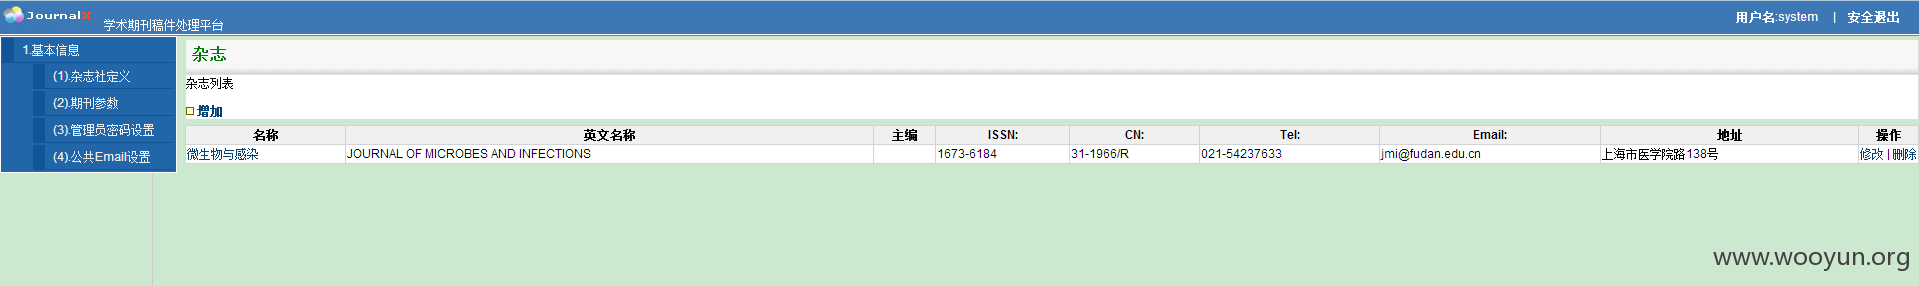 JournalX 学术期刊稿件处理平台 用户名:system | 安全退出
1.基本信息
(1).杂志社定义
(2).期刊参数
(3).管理员密码设置
(4).公共Email设置
杂志
杂志列表
增加
名称 英文名称 主编 ISSN: CN: Tel: Email: 地址 操作
微生物与感染 JOURNAL OF MICROBES AND INFECTIONS 1673-6184 31-1966/R 021-54237633 jmi@fudan.edu.cn 上海市医学院路138号 修改 | 删除
www.wooyun.org